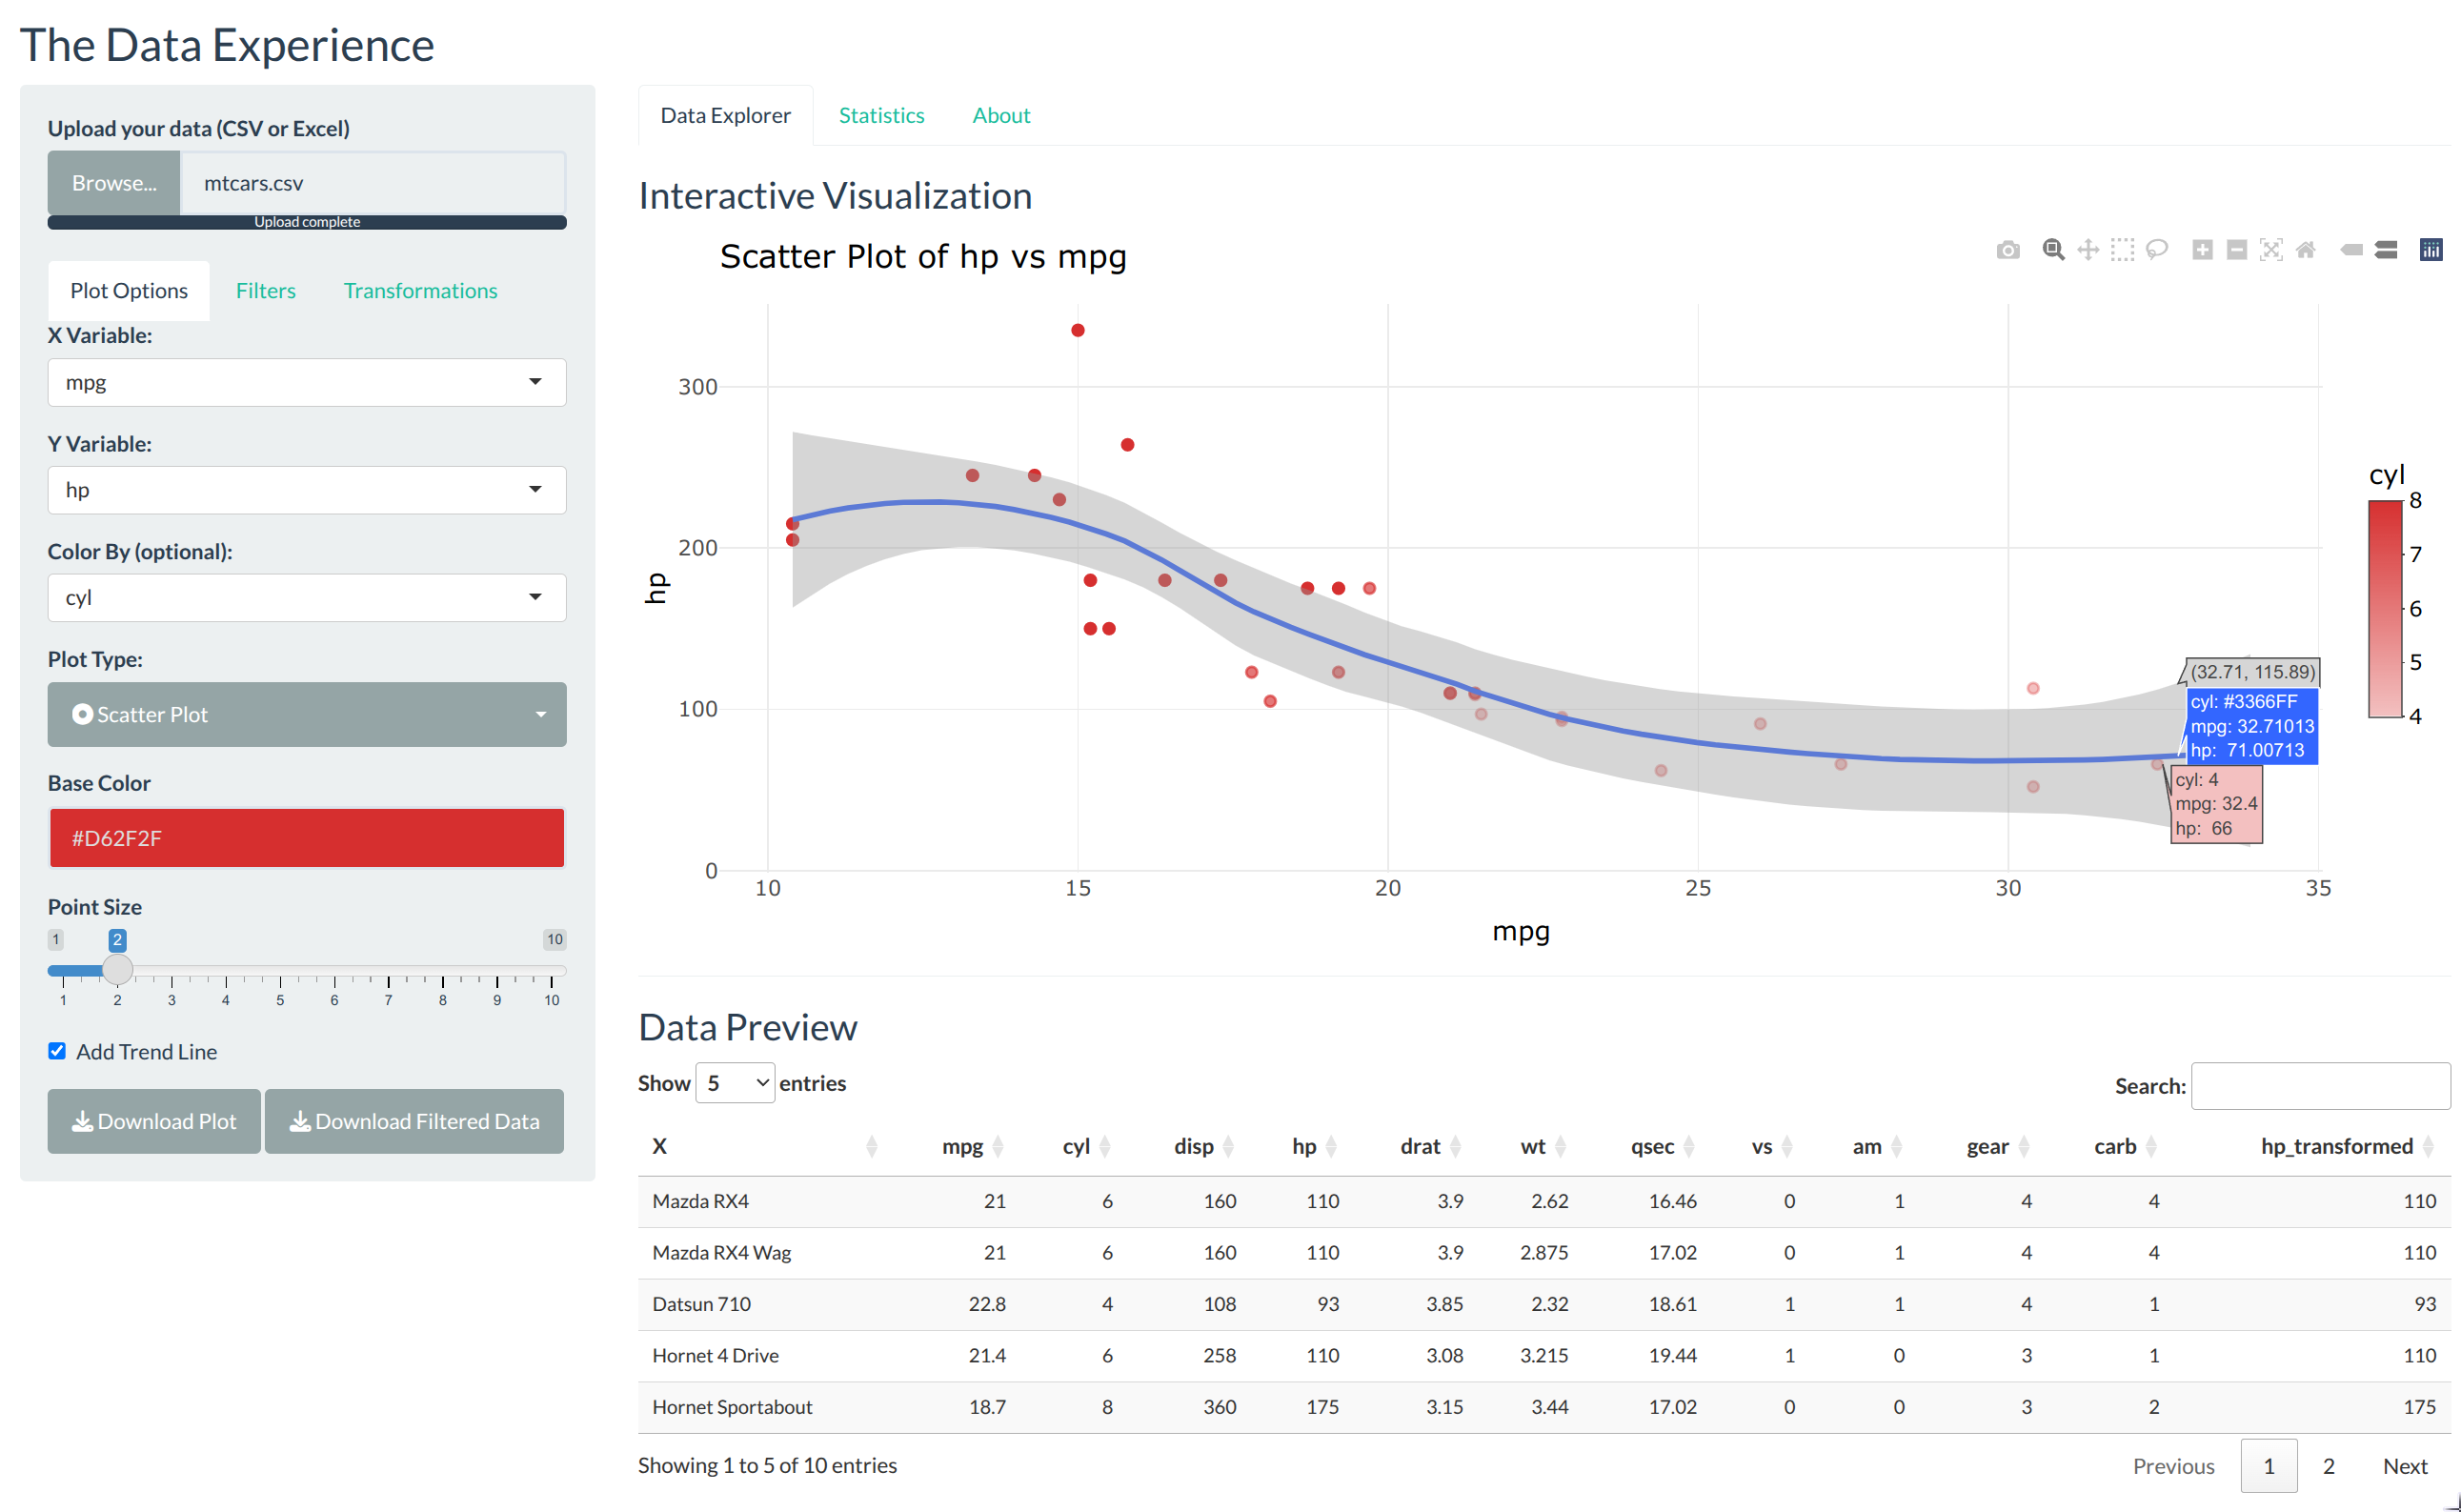 The Data Experience
Upload your data (CSV or Excel)
Browse... mtcars.csv
Upload complete
Plot Options Filters Transformations
X Variable:
mpg
Y Variable:
hp
Color By (optional):
cyl
Plot Type:
Scatter Plot
Base Color
#D62F2F
Point Size
1 2 10
1 2 3 4 5 6 7 8 9 10
Add Trend Line
Download Plot Download Filtered Data
Data Explorer Statistics About
Interactive Visualization
Scatter Plot of hp vs mpg
300
200
100
0
hp
10 15 20 25 30 35
mpg
cyl
8
7
6
5
4
(32.71, 115.89)
cyl: #3366FF
mpg: 32.71013
hp: 71.00713
cyl: 4
mpg: 32.4
hp: 66
Data Preview
Show 5 entries
Search:
X mpg cyl disp hp drat wt qsec vs am gear carb hp_transformed
Mazda RX4 21 6 160 110 3.9 2.62 16.46 0 1 4 4 110
Mazda RX4 Wag 21 6 160 110 3.9 2.875 17.02 0 1 4 4 110
Datsun 710 22.8 4 108 93 3.85 2.32 18.61 1 1 4 1 93
Hornet 4 Drive 21.4 6 258 110 3.08 3.215 19.44 1 0 3 1 110
Hornet Sportabout 18.7 8 360 175 3.15 3.44 17.02 0 0 3 2 175
Showing 1 to 5 of 10 entries
Previous 1 2 Next